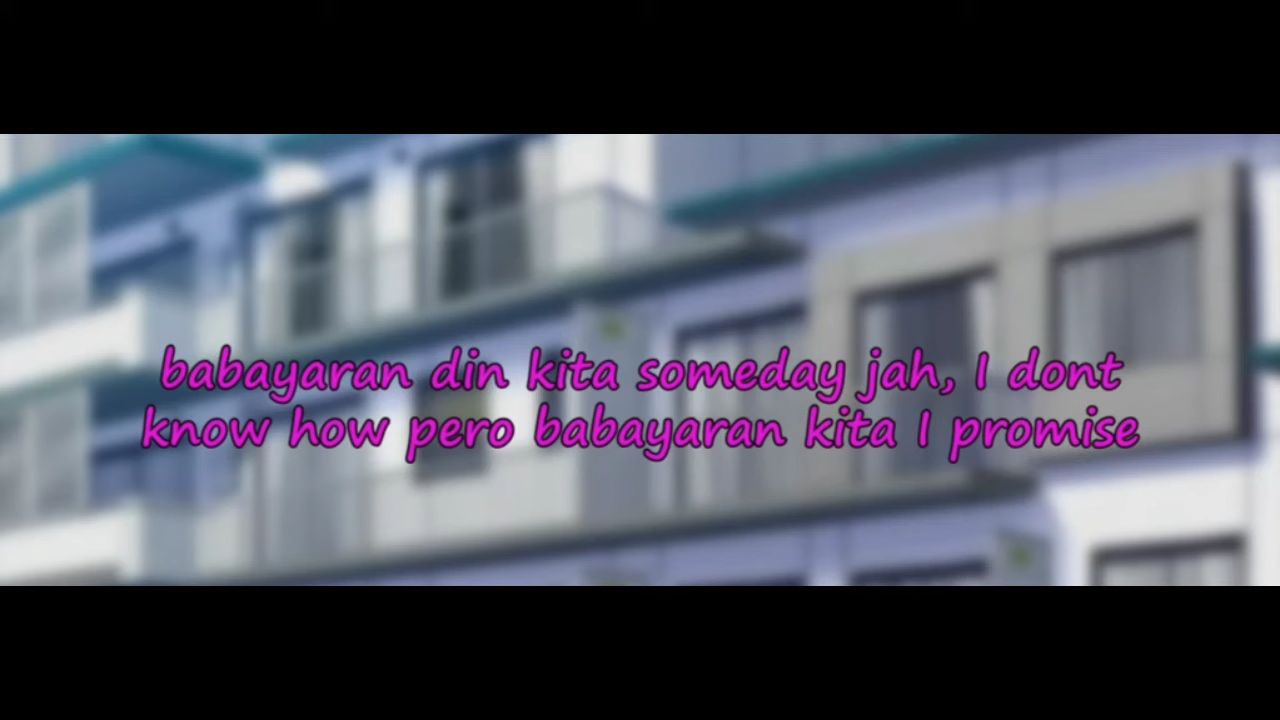 babayaran din kita someday jah, I dont
know how pero babayaran kita I promise